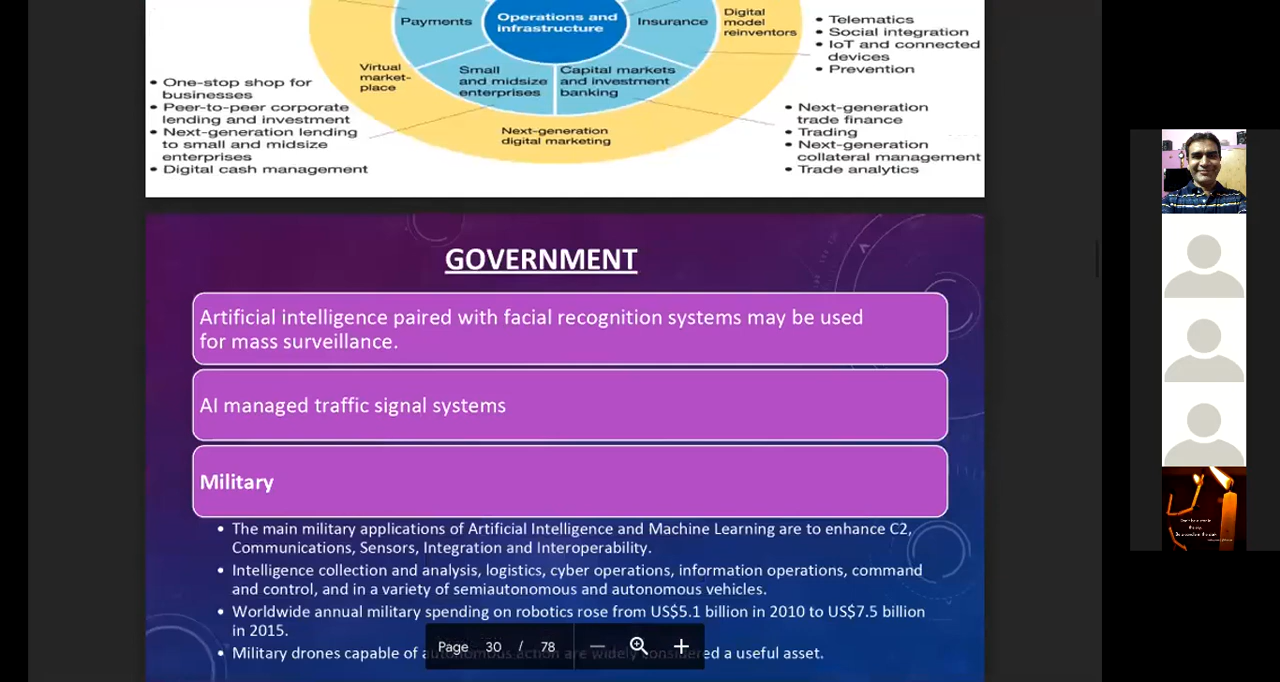 Payments
Operations and
infrastructure
Insurance
Digital
model
reinventors
• Telematics
• Social integration
• IoT and connected
devices
• Prevention
Virtual
market-
place
Small
and midsize
enterprises
Capital markets
and investment
banking
• One-stop shop for
businesses
• Peer-to-peer corporate
lending and investment
• Next-generation lending
to small and midsize
enterprises
• Digital cash management
Next-generation
digital marketing
• Next-generation
trade finance
• Trading
• Next-generation
collateral management
• Trade analytics
GOVERNMENT
Artificial intelligence paired with facial recognition systems may be used
for mass surveillance.
AI managed traffic signal systems
Military
• The main military applications of Artificial Intelligence and Machine Learning are to enhance C2,
Communications, Sensors, Integration and Interoperability.
• Intelligence collection and analysis, logistics, cyber operations, information operations, command
and control, and in a variety of semiautonomous and autonomous vehicles.
• Worldwide annual military spending on robotics rose from US$5.1 billion in 2010 to US$7.5 billion
in 2015.
• Military drones capable of autonomous action are widely considered a useful asset.
Page 30 / 78